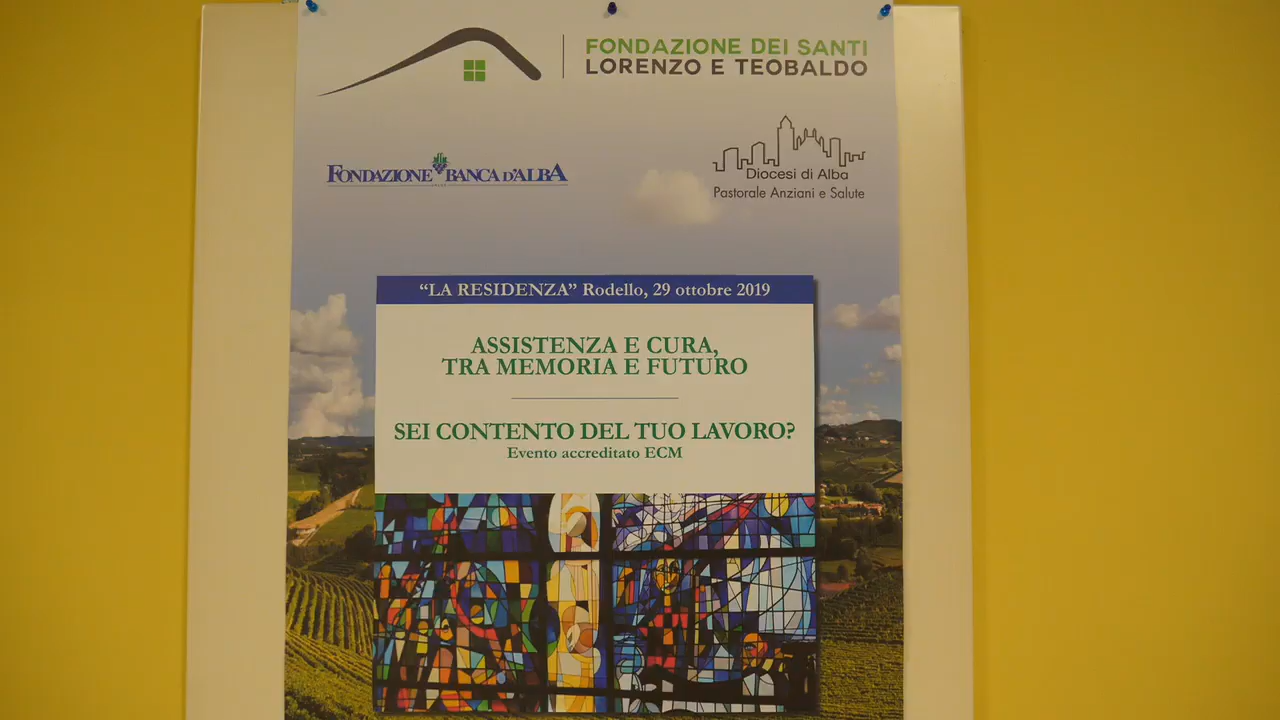 FONDAZIONE DEI SANTI
LORENZO E TEOBALDO
FONDAZIONE BANCA D'ALBA
Diocesi di Alba
Pastorale Anziani e Salute
“LA RESIDENZA” Rodello, 29 ottobre 2019
ASSISTENZA E CURA,
TRA MEMORIA E FUTURO
SEI CONTENTO DEL TUO LAVORO?
Evento accreditato ECM